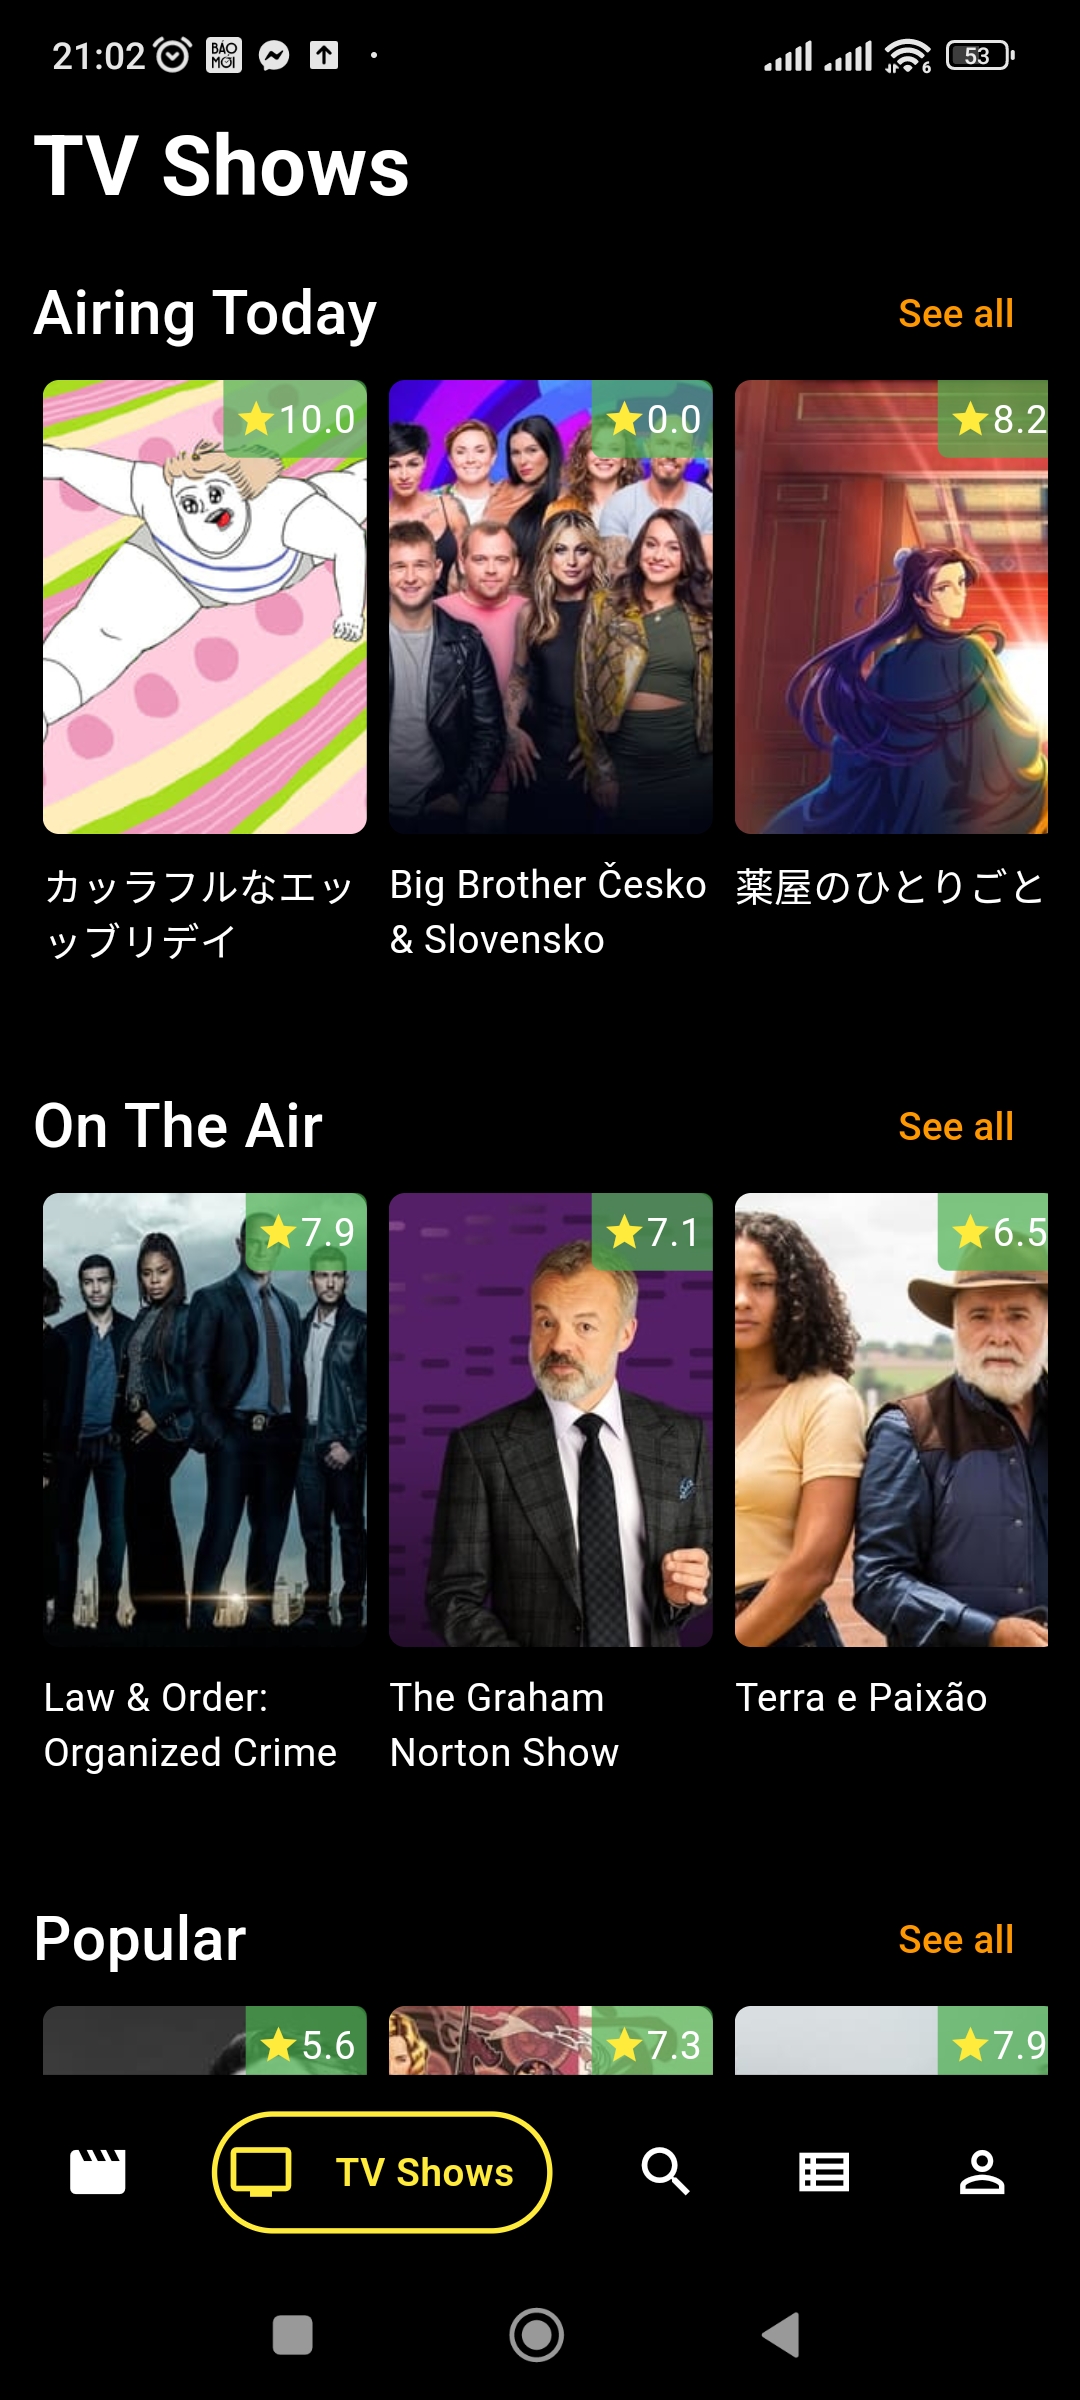 21:02 BÁO MỚI 6 53
TV Shows
Airing Today See all
10.0 0.0 8.2
カッラフルなエッ
ッブリデイ
Big Brother Česko
& Slovensko
薬屋のひとりごと
On The Air See all
7.9 7.1 6.5
Law & Order:
Organized Crime
The Graham
Norton Show
Terra e Paixão
Popular See all
5.6 7.3 7.9
TV Shows